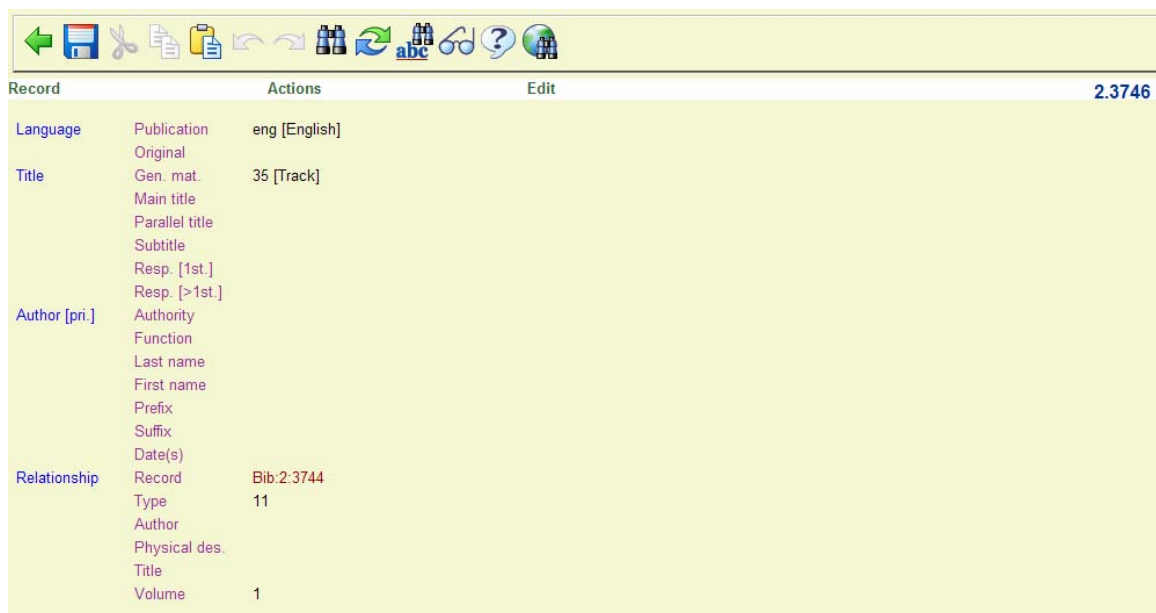 abc
Record Actions Edit 2.3746
Language Publication eng [English]
Original
Title Gen. mat. 35 [Track]
Main title
Parallel title
Subtitle
Resp. [1st.]
Resp. [>1st.]
Author [pri.] Authority
Function
Last name
First name
Prefix
Suffix
Date(s)
Relationship Record Bib:2:3744
Type 11
Author
Physical des.
Title
Volume 1